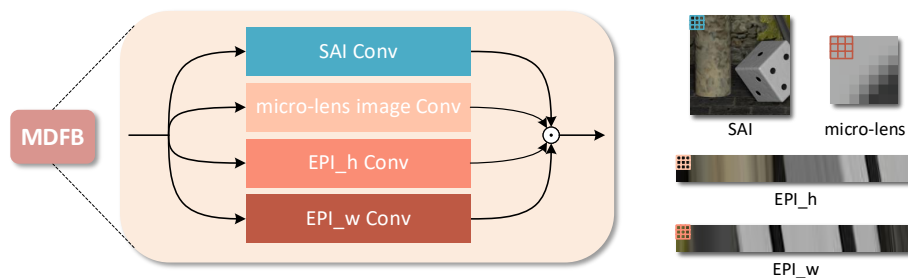 MDFB
SAI Conv
micro-lens image Conv
EPI_h Conv
EPI_w Conv
SAI
micro-lens
EPI_h
EPI_w